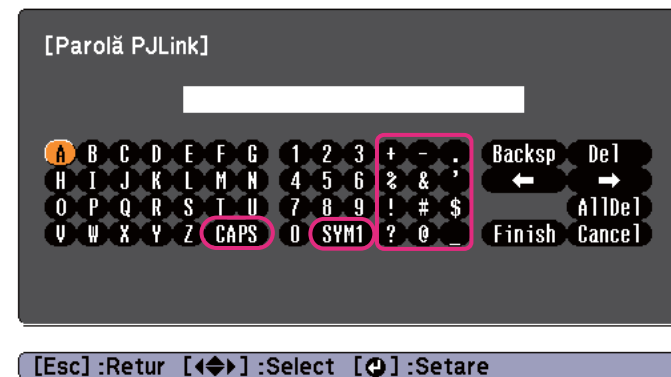 [Parolă PJLink]
A B C D E F G 1 2 3 + - . Backsp Del
H I J K L M N 4 5 6 % & ’ ← →
O P Q R S T U 7 8 9 ! # $ AllDel
V W X Y Z CAPS 0 SYM1 ? @ _ Finish Cancel
[Esc] :Retur [◀◆▶] :Select [↵] :Setare